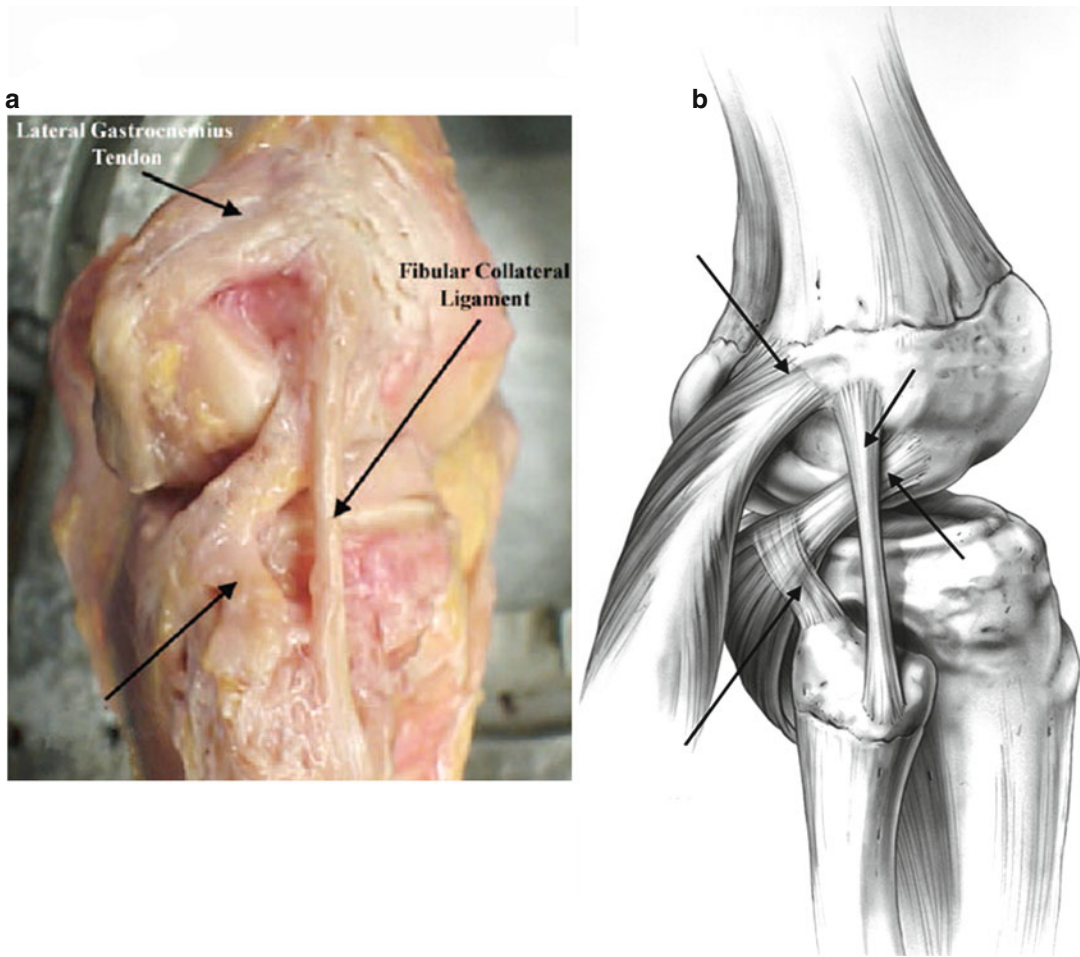 a
Lateral Gastrocnemius
Tendon
Fibular Collateral
Ligament
b